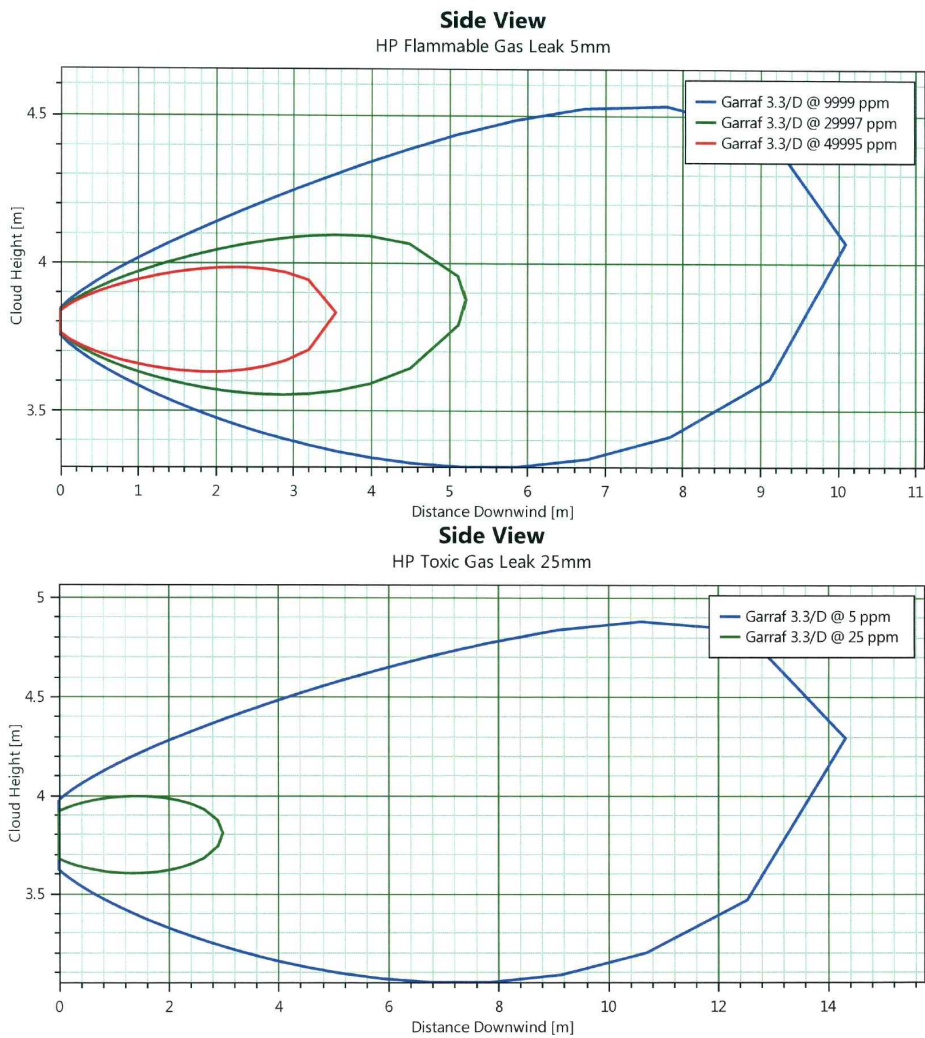 Side View
HP Flammable Gas Leak 5mm
Garraf 3.3/D @ 9999 ppm
Garraf 3.3/D @ 29997 ppm
Garraf 3.3/D @ 49995 ppm
4.5
4
3.5
Cloud Height [m]
0 1 2 3 4 5 6 7 8 9 10 11
Distance Downwind [m]
Side View
HP Toxic Gas Leak 25mm
Garraf 3.3/D @ 5 ppm
Garraf 3.3/D @ 25 ppm
5
4.5
4
3.5
Cloud Height [m]
0 2 4 6 8 10 12 14
Distance Downwind [m]